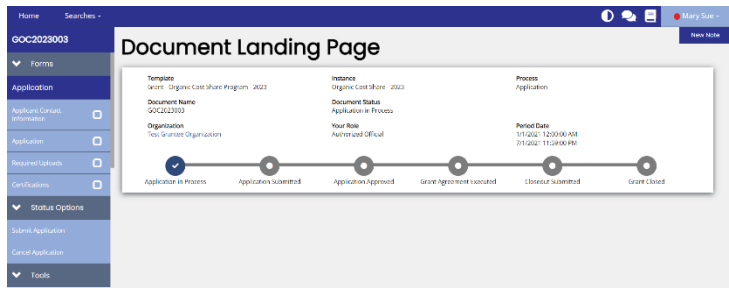 Home Searches
Mary Sue
GOC2023003
New Note
Document Landing Page
Forms
Application
Applicant Contact Information
Application
Required Uploads
Certifications
Status Options
Submit Application
Cancel Application
Tools
Template Instance Process
Grant - Organic Cost Share Program - 2023 Organic Cost Share - 2023 Application
Document Name Document Status
GOC2023003 Application in Process
Organization Your Role Period Date
Test Grantee Organization Authorized Official 1/1/2021 12:00:00 AM
7/1/2021 11:59:00 PM
Application in Process Application Submitted Application Approved Grant Agreement Executed Closeout Submitted Grant Closed